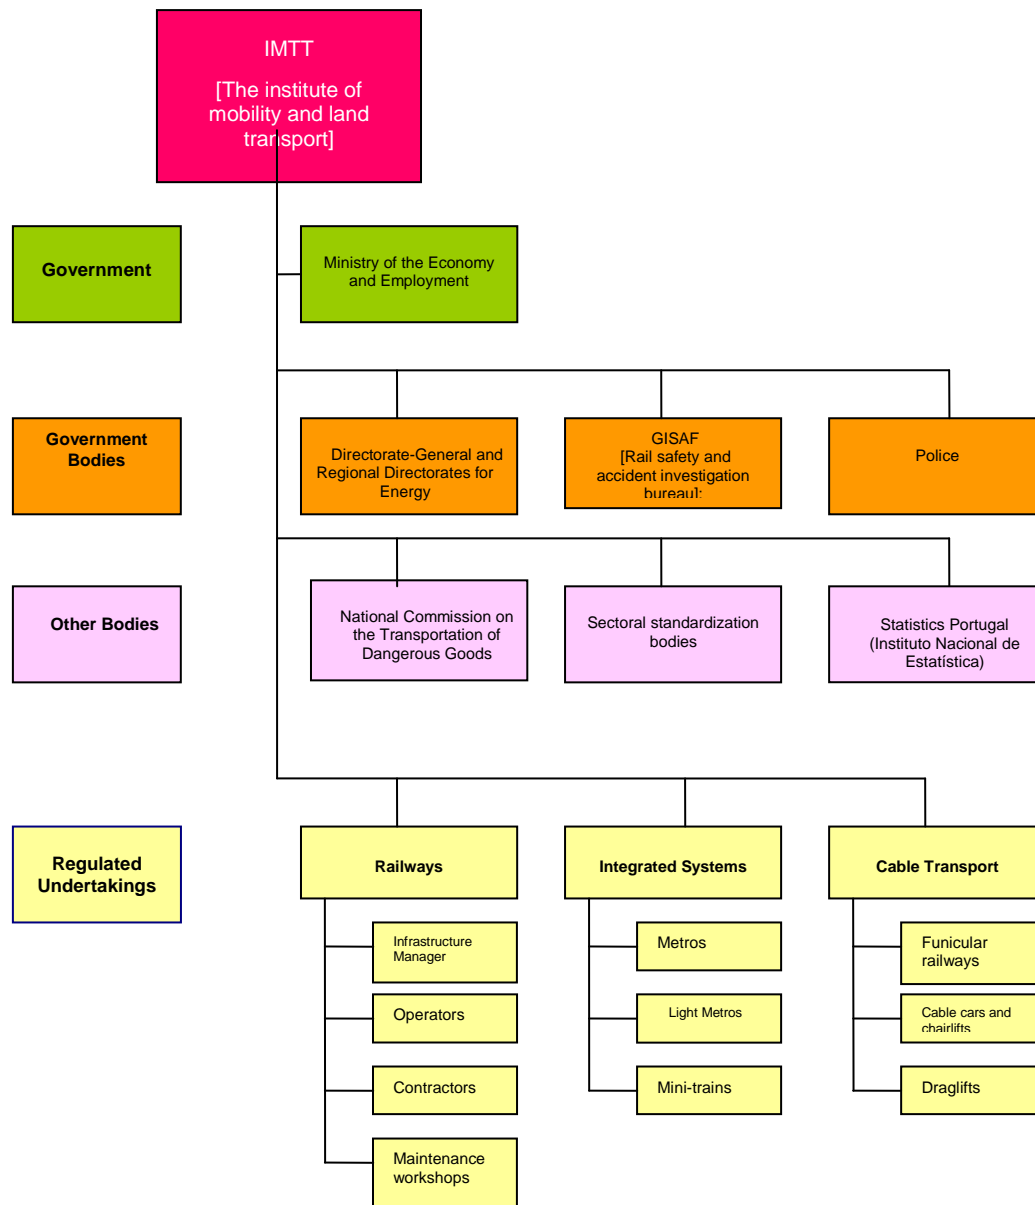 IMTT
[The institute of
mobility and land
transport]
Government
Ministry of the Economy
and Employment
Government
Bodies
Directorate-General and
Regional Directorates for
Energy
GISAF
[Rail safety and
accident investigation
bureau]:
Police
Other Bodies
National Commission on
the Transportation of
Dangerous Goods
Sectoral standardization
bodies
Statistics Portugal
(Instituto Nacional de
Estatística)
Regulated
Undertakings
Railways
Integrated Systems
Cable Transport
Infrastructure
Manager
Metros
Funicular
railways
Operators
Light Metros
Cable cars and
chairlifts
Contractors
Mini-trains
Draglifts
Maintenance
workshops